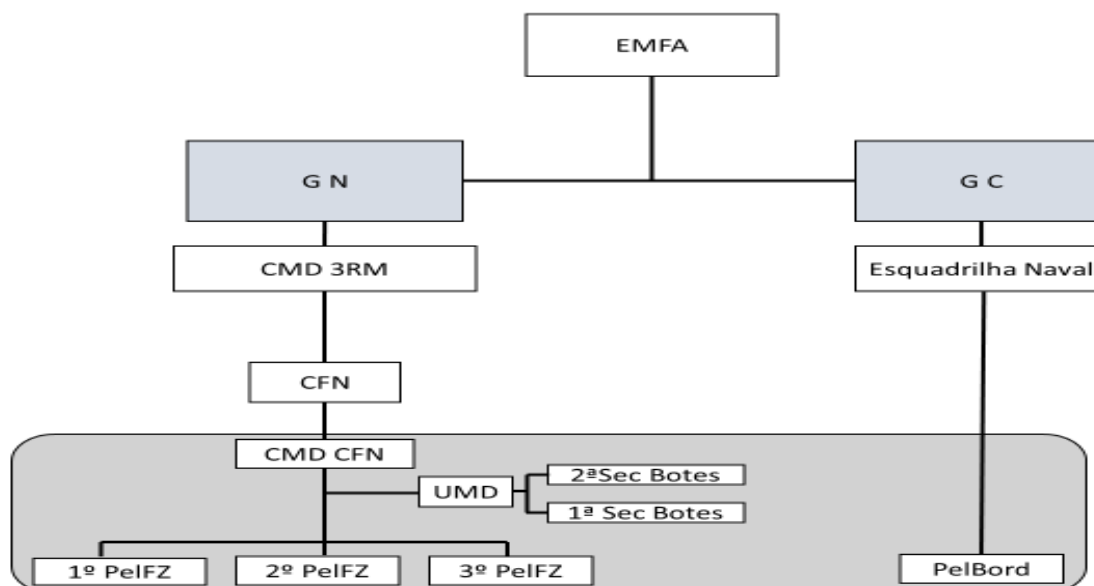 EMFA
G N
G C
CMD 3RM
Esquadrilha Naval
CFN
CMD CFN
2ªSec Botes
UMD
1ª Sec Botes
1º PelFZ
2º PelFZ
3º PelFZ
PelBord